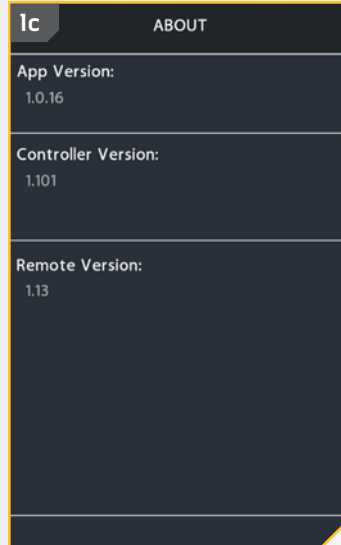 1c
ABOUT
App Version:
1.0.16
Controller Version:
1.101
Remote Version:
1.13